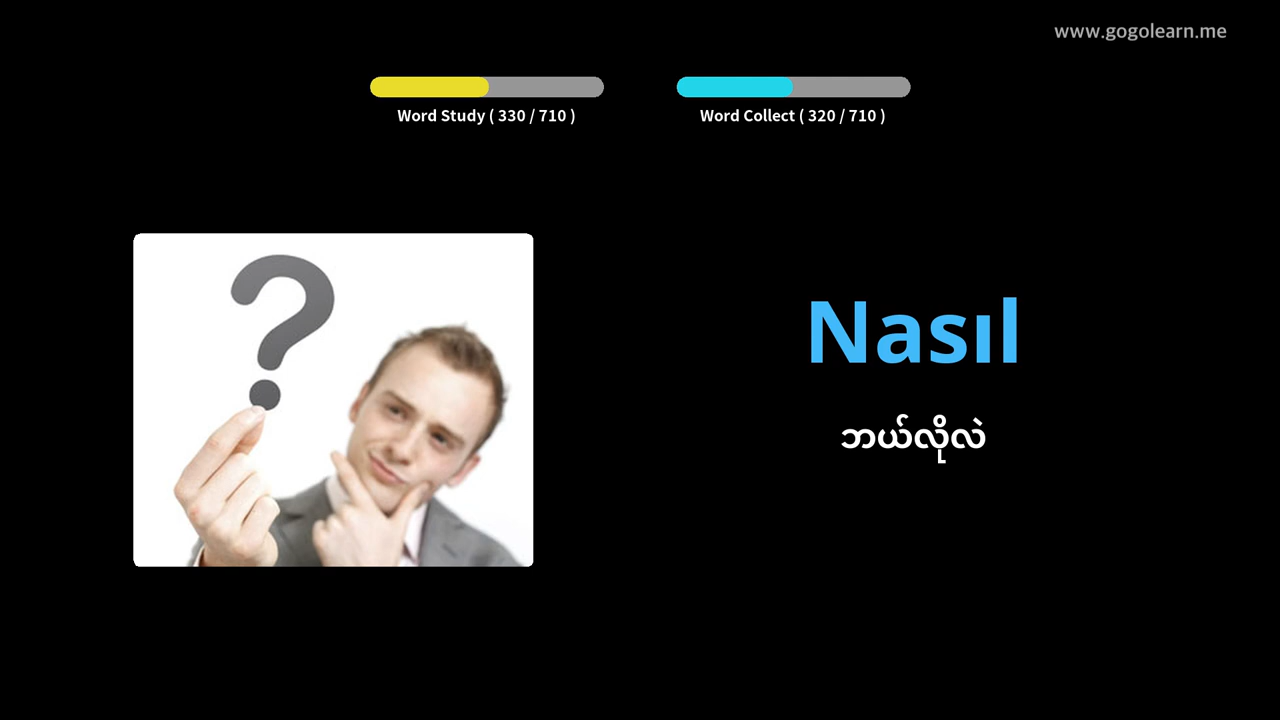 www.gogolearn.me
Word Study ( 330 / 710 )
Word Collect ( 320 / 710 )
?
Nasıl
ဘယ်လိုလဲ